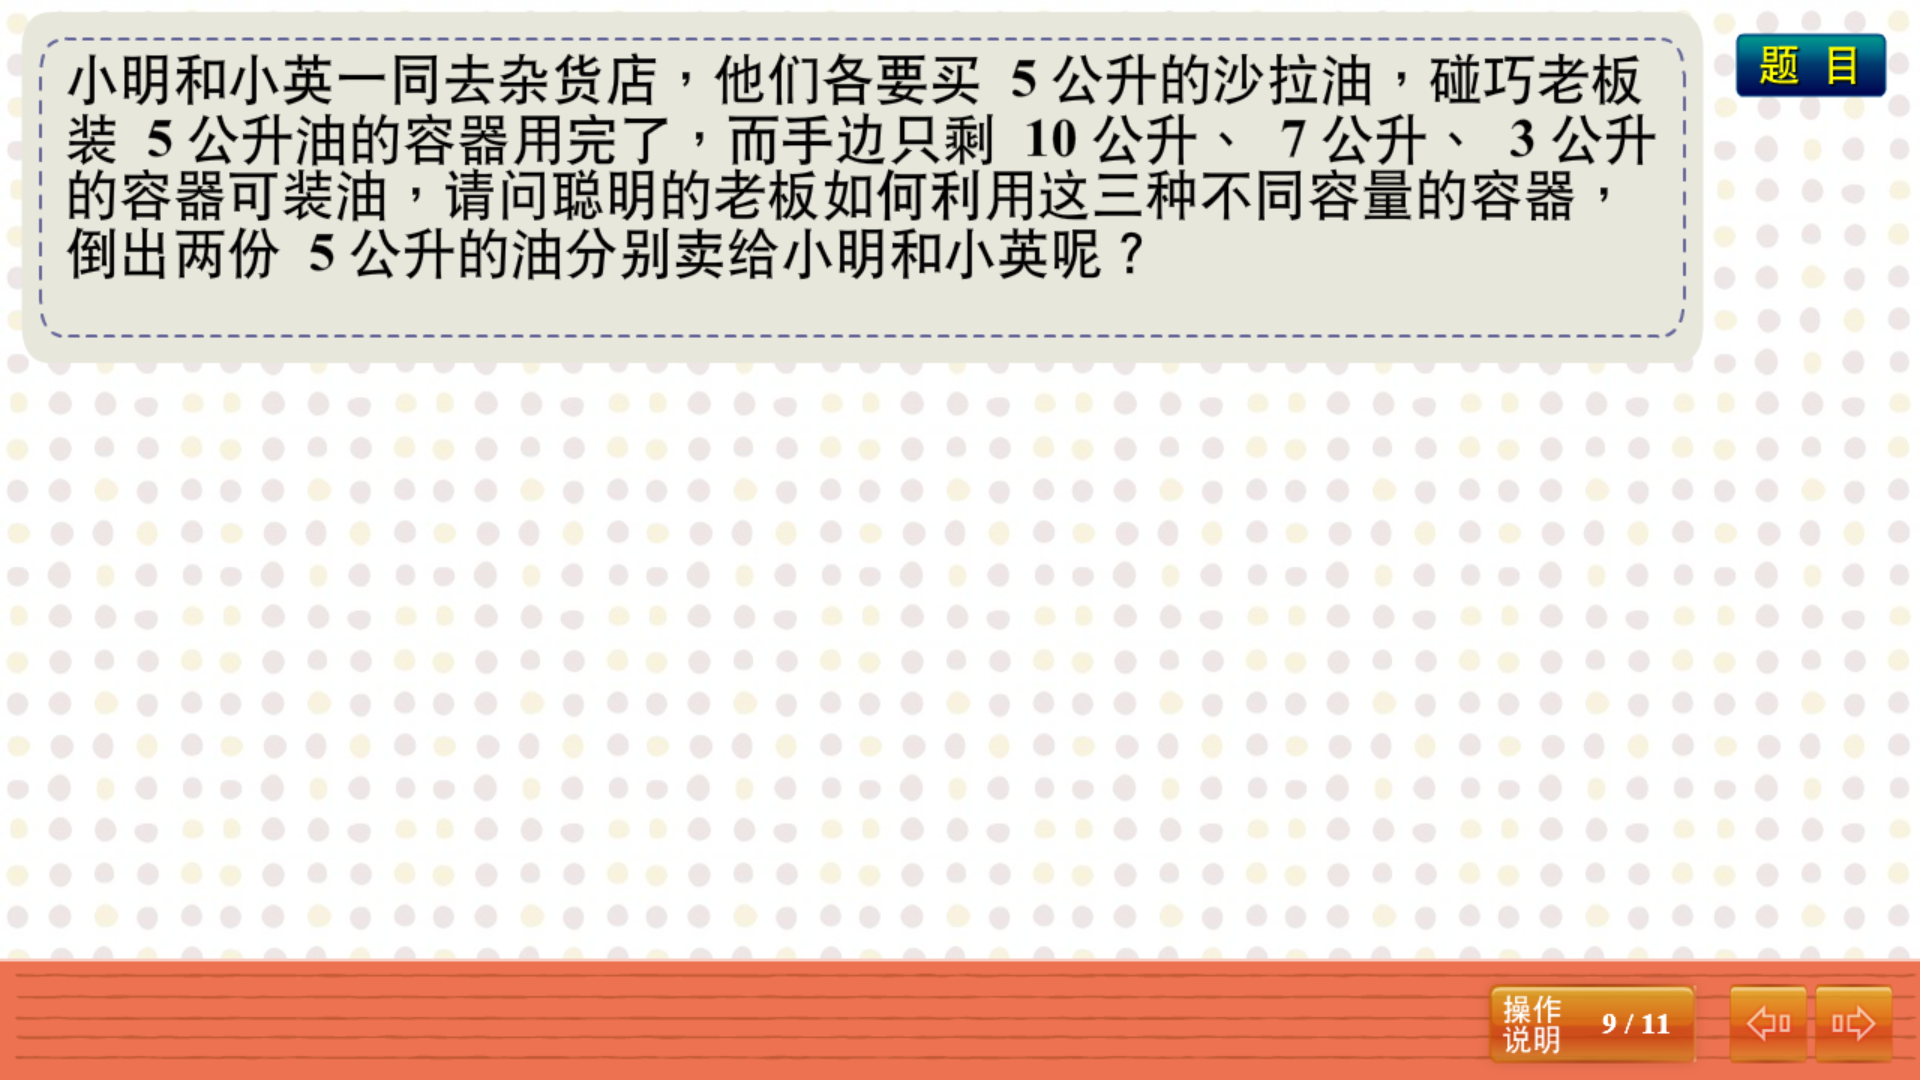 小明和小英一同去杂货店，他们各要买 5 公升的沙拉油，碰巧老板
装 5 公升油的容器用完了，而手边只剩 10 公升、 7 公升、 3 公升
的容器可装油，请问聪明的老板如何利用这三种不同容量的容器，
倒出两份 5 公升的油分别卖给小明和小英呢？
题 目
操作
说明
9 / 11